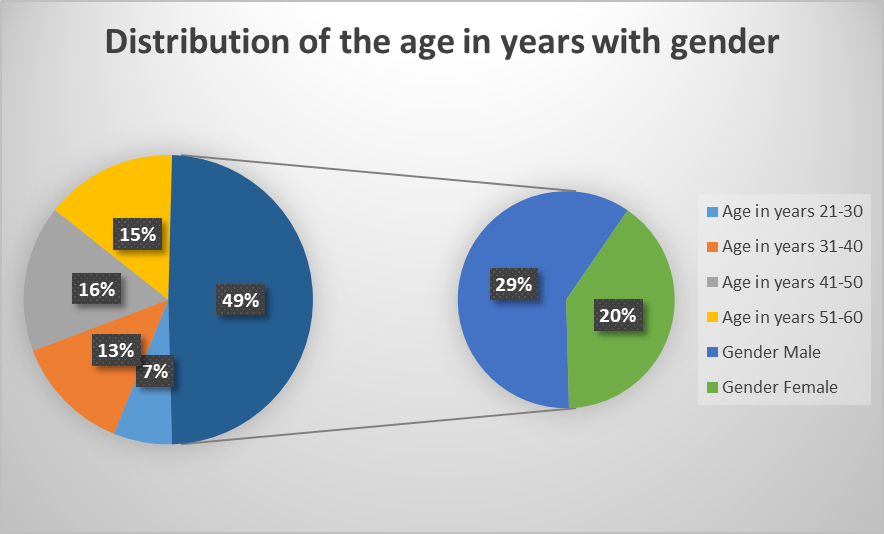 Distribution of the age in years with gender
15%
49%
16%
13%
7%
29%
20%
Age in years 21-30
Age in years 31-40
Age in years 41-50
Age in years 51-60
Gender Male
Gender Female